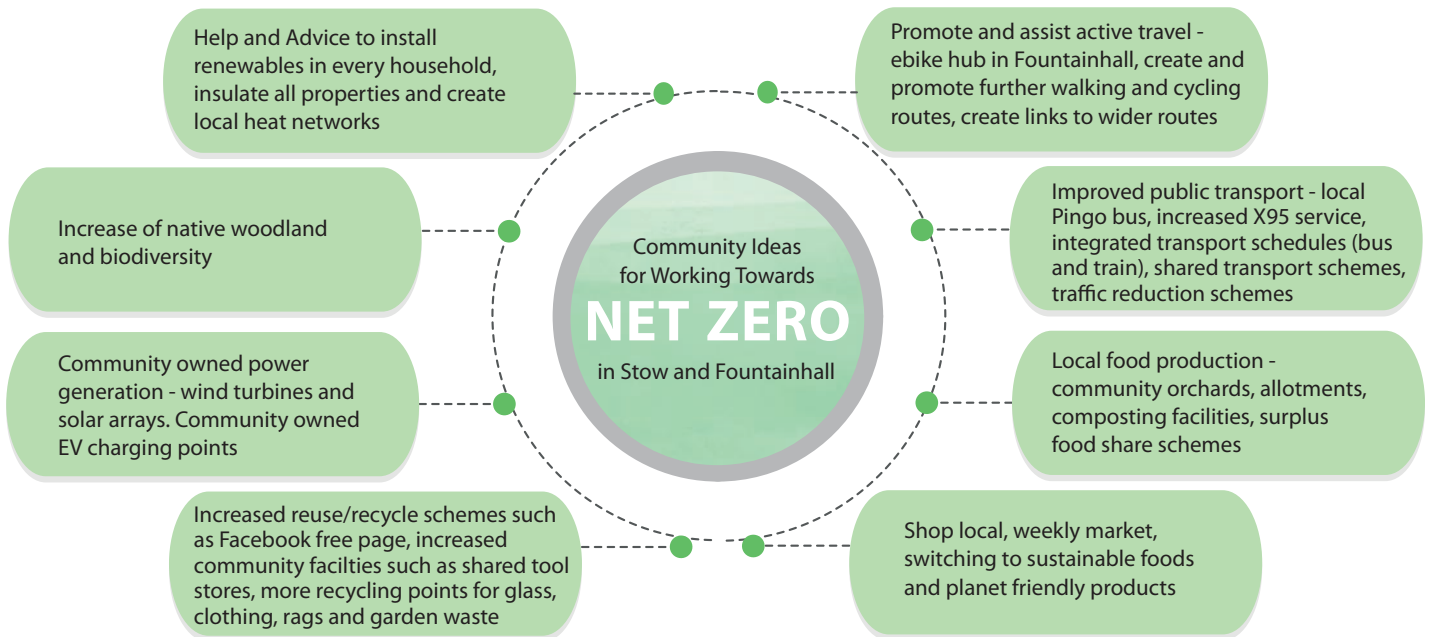 Help and Advice to install
renewables in every household,
insulate all properties and create
local heat networks
Promote and assist active travel -
ebike hub in Fountainhall, create and
promote further walking and cycling
routes, create links to wider routes
Increase of native woodland
and biodiversity
Improved public transport - local
Pingo bus, increased X95 service,
integrated transport schedules (bus
and train), shared transport schemes,
traffic reduction schemes
Community Ideas
for Working Towards
NET ZERO
in Stow and Fountainhall
Community owned power
generation - wind turbines and
solar arrays. Community owned
EV charging points
Local food production -
community orchards, allotments,
composting facilities, surplus
food share schemes
Increased reuse/recycle schemes such
as Facebook free page, increased
community facilties such as shared tool
stores, more recycling points for glass,
clothing, rags and garden waste
Shop local, weekly market,
switching to sustainable foods
and planet friendly products